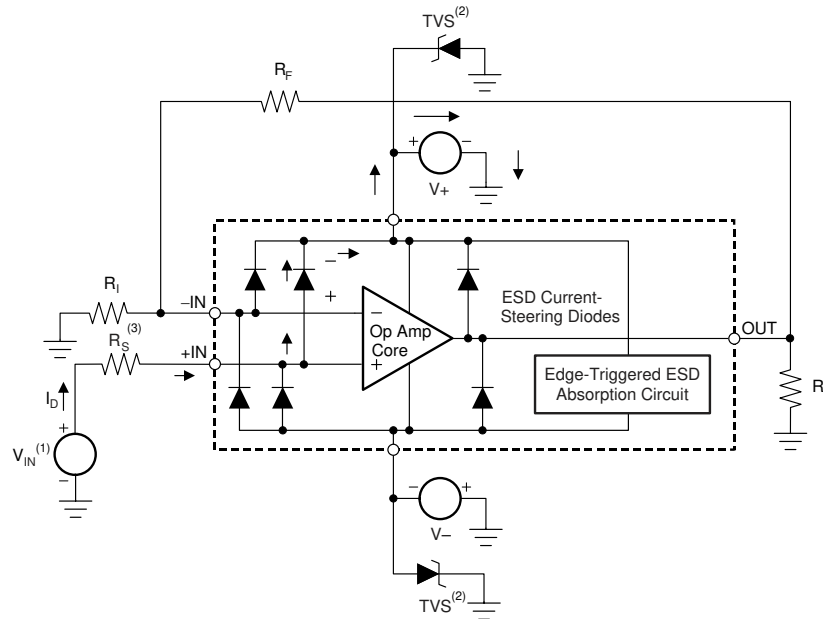 TVS(2)
RF
+
−
V+
−
+
RI
−IN
(3)
RS
+IN
ID
+
VIN(1)
−
−
Op Amp
Core
+
ESD Current-
Steering Diodes
OUT
Edge-Triggered ESD
Absorption Circuit
R
−
+
V−
TVS(2)